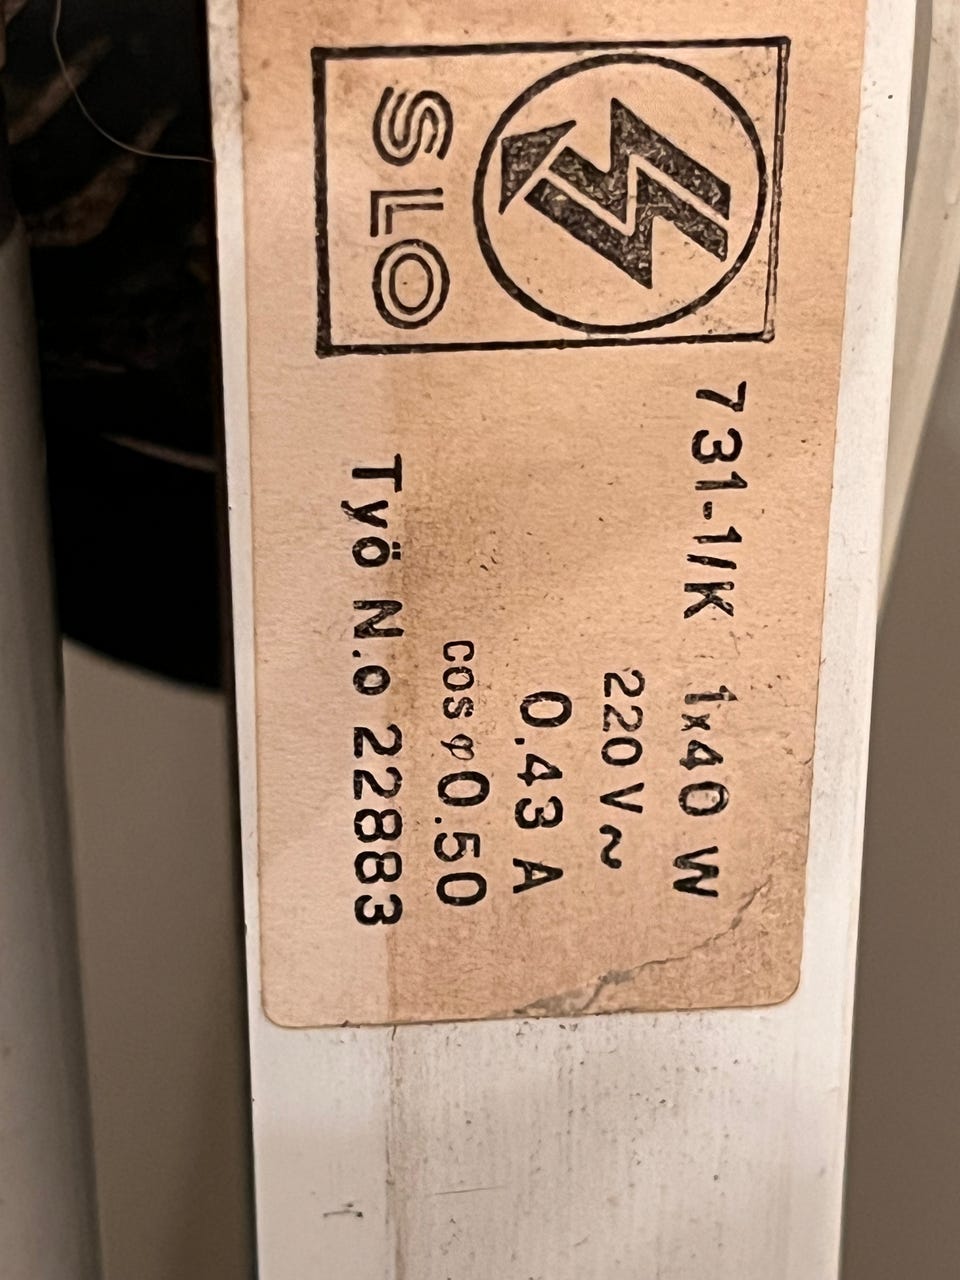 SLO
731-1/K 1x40 W
220 V ~
0.43 A
cos φ 0.50
Työ N.o 22883